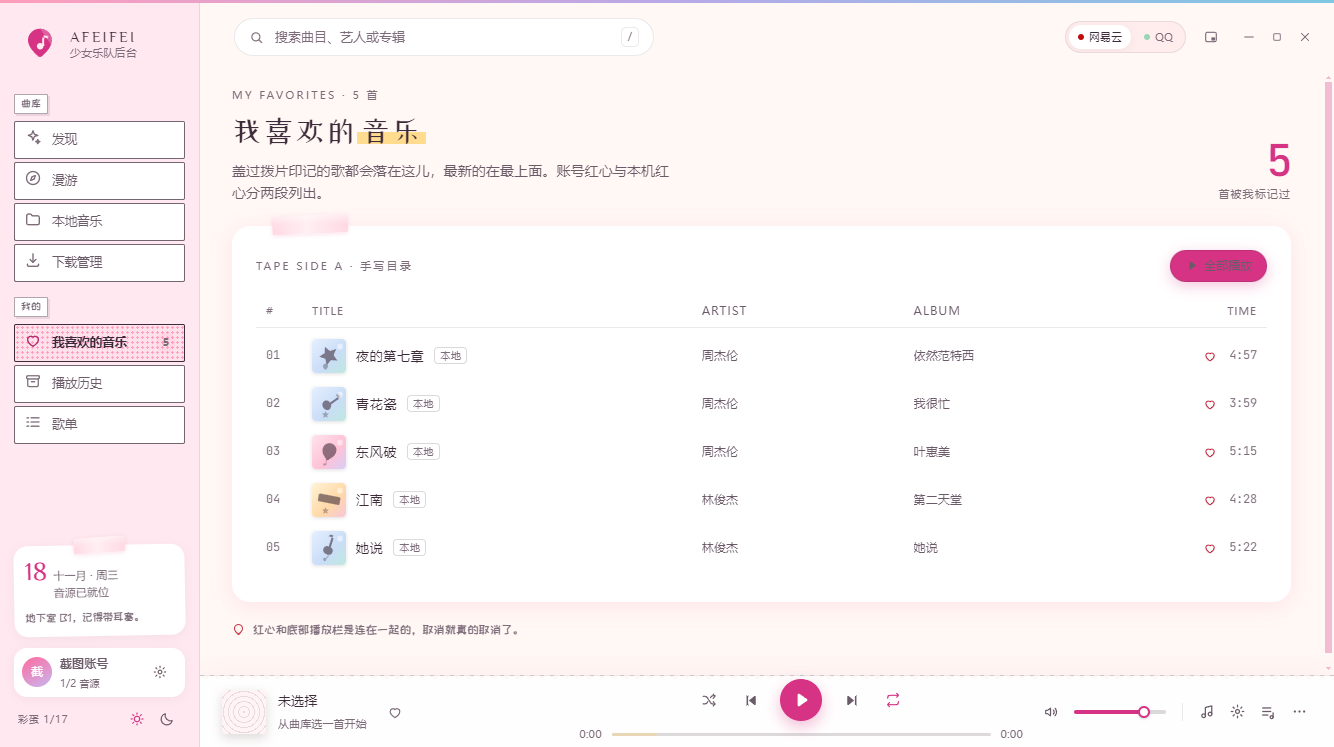 AFEIFEI
少女乐队后台
曲库
发现
漫游
本地音乐
下载管理
我的
我喜欢的音乐 5
播放历史
歌单
18 十一月 · 周三
音源已就位
地下室 B1，记得带耳塞。
截 截图账号
1/2 音源
彩蛋 1/17
搜索曲目、艺人或专辑 /
网易云 QQ
MY FAVORITES · 5 首
我喜欢的音乐
盖过拨片印记的歌都会落在这儿，最新的在最上面。账号红心与本机红
心分两段列出。
5
首被我标记过
TAPE SIDE A · 手写目录
全部播放
# TITLE ARTIST ALBUM TIME
01 夜的第七章 本地 周杰伦 依然范特西 4:57
02 青花瓷 本地 周杰伦 我很忙 3:59
03 东风破 本地 周杰伦 叶惠美 5:15
04 江南 本地 林俊杰 第二天堂 4:28
05 她说 本地 林俊杰 她说 5:22
红心和底部播放栏是连在一起的，取消就真的取消了。
未选择
从曲库选一首开始
0:00 0:00